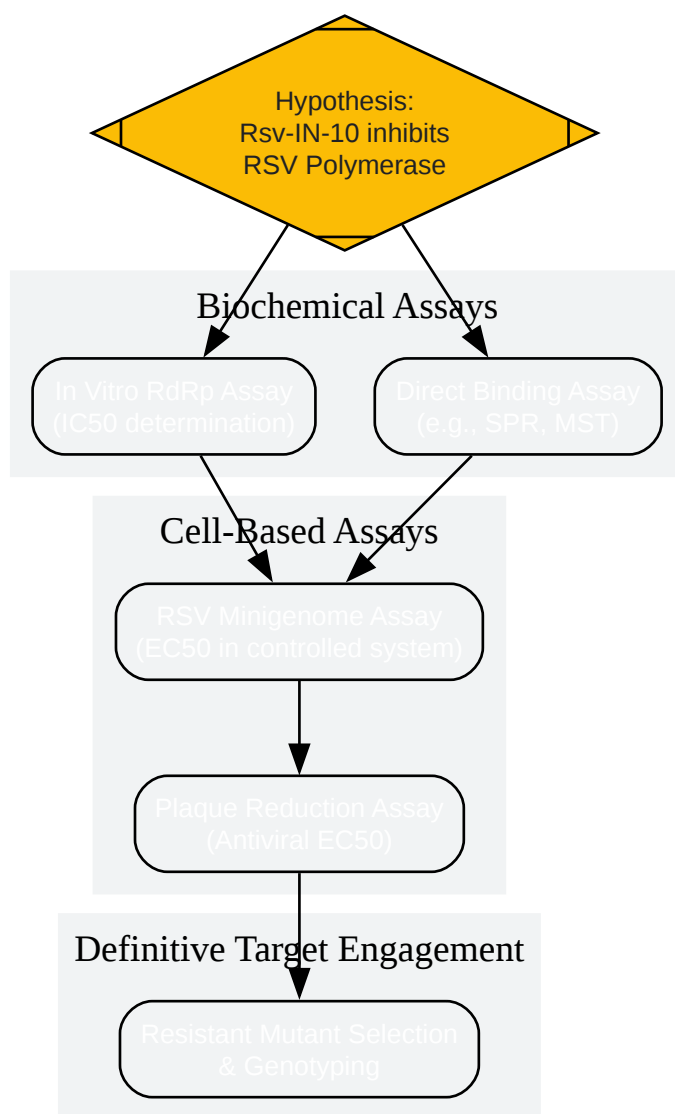 Hypothesis:
Rsv-IN-10 inhibits
RSV Polymerase
Biochemical Assays
In Vitro RdRp Assay
(IC50 determination)
Direct Binding Assay
(e.g., SPR, MST)
Cell-Based Assays
RSV Minigenome Assay
(EC50 in controlled system)
Plaque Reduction Assay
(Antiviral EC50)
Definitive Target Engagement
Resistant Mutant Selection
& Genotyping